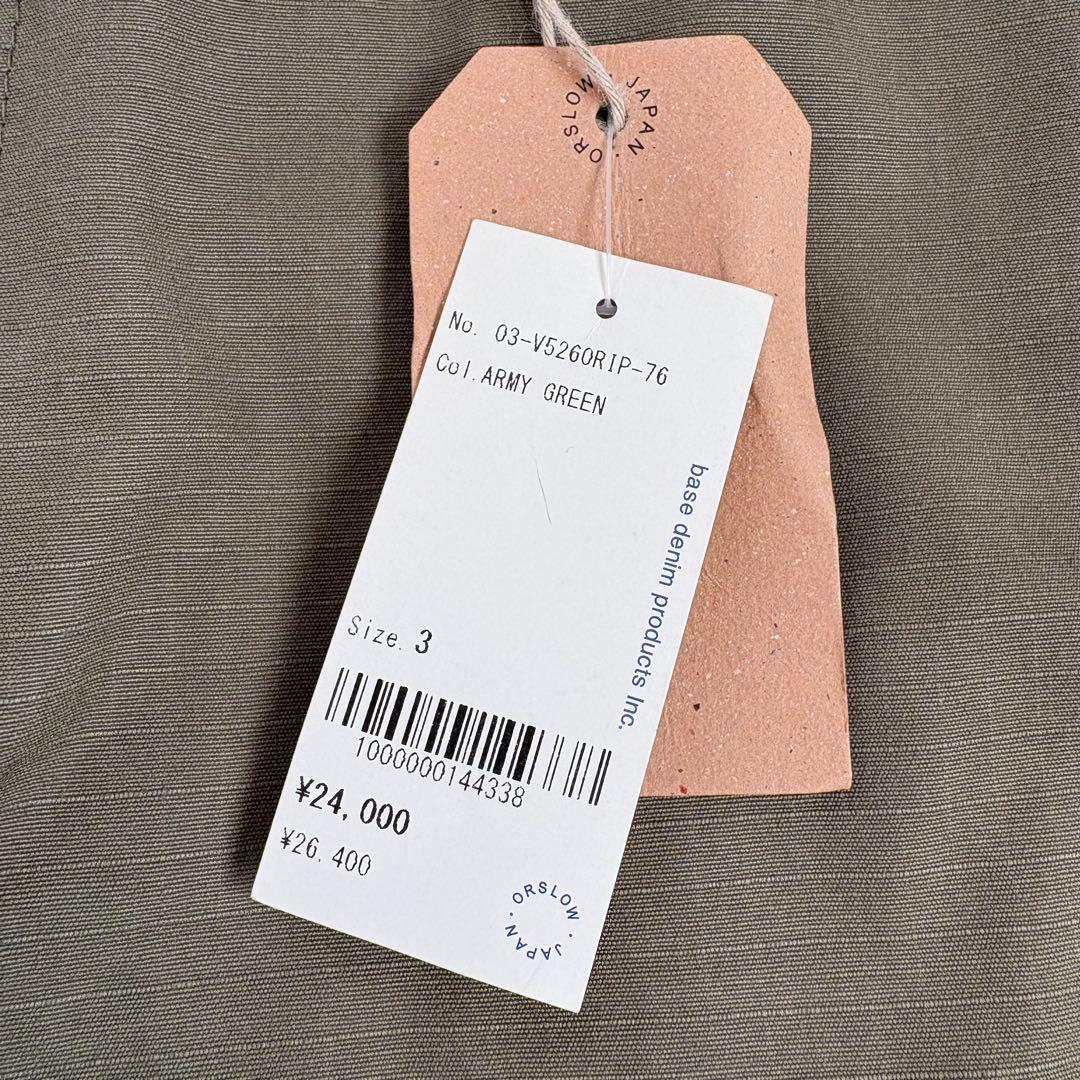 ORSLOW · JAPAN ·
No. 03-V5260RIP-76
Col.ARMY GREEN
base denim products Inc.
Size. 3
1000000144338
¥24,000
¥26,400
ORSLOW · JAPAN ·